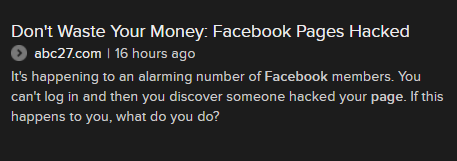 Don't Waste Your Money: Facebook Pages Hacked
abc27.com | 16 hours ago
It's happening to an alarming number of Facebook members. You
can't log in and then you discover someone hacked your page. If this
happens to you, what do you do?